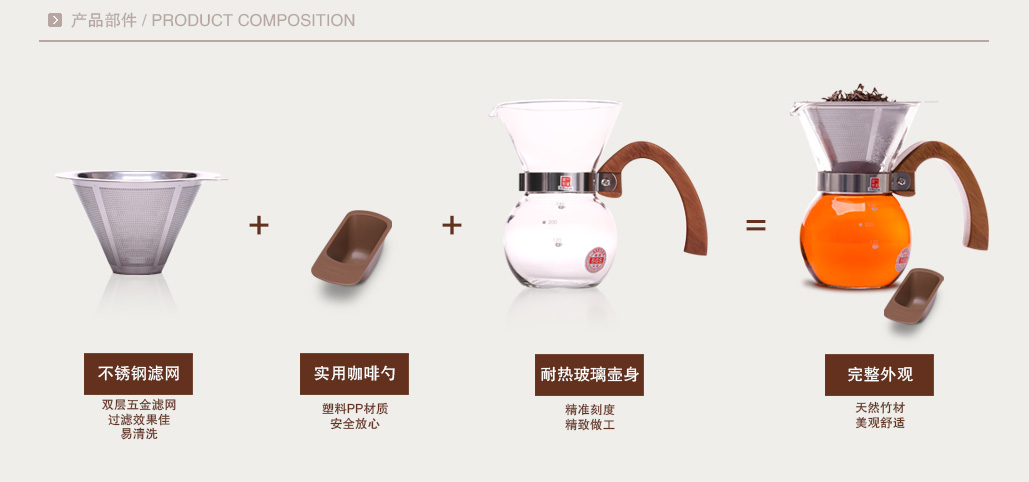 产品部件 / PRODUCT COMPOSITION
不锈钢滤网
双层五金滤网
过滤效果佳
易清洗
+
实用咖啡勺
塑料PP材质
安全放心
+
耐热玻璃壶身
精准刻度
精致做工
=
完整外观
天然竹材
美观舒适